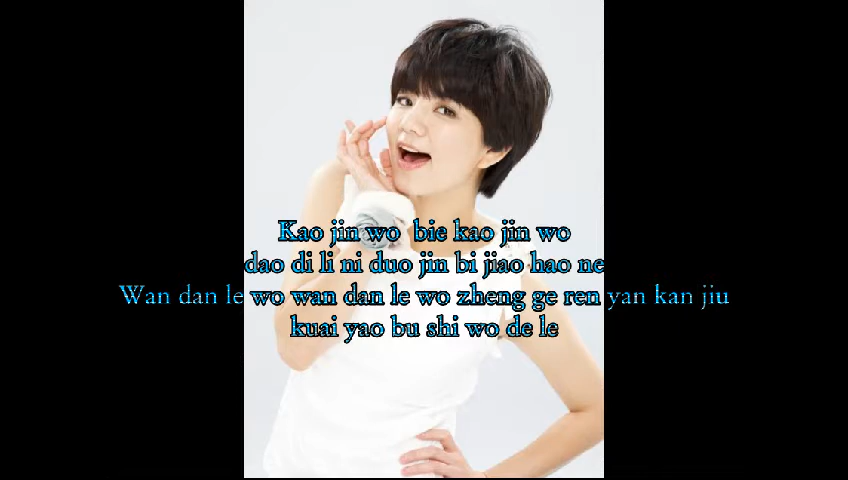 Kao jin wo bie kao jin wo
dao di li ni duo jin bi jiao hao ne
Wan dan le wo wan dan le wo zheng ge ren yan kan jiu
kuai yao bu shi wo de le